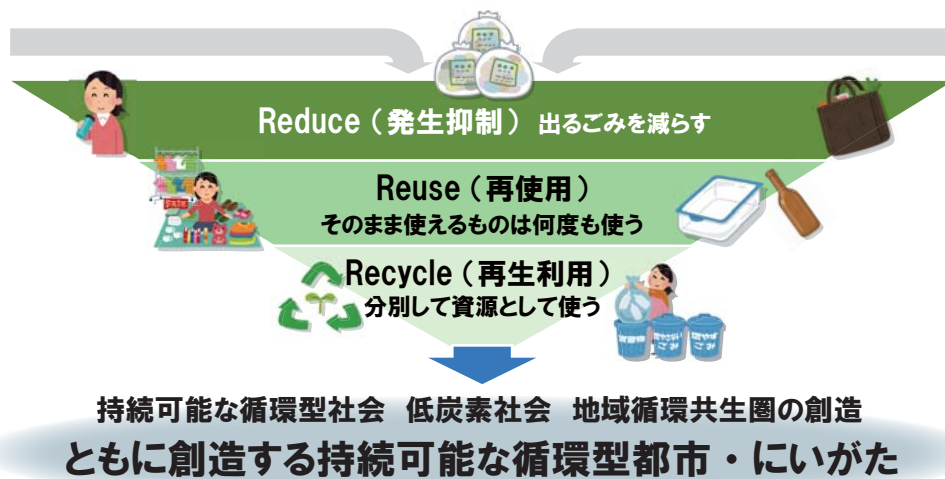 Reduce（発生抑制）出るごみを減らす
Reuse（再使用）
そのまま使えるものは何度も使う
Recycle（再生利用）
分別して資源として使う
持続可能な循環型社会 低炭素社会 地域循環共生圏の創造
ともに創造する持続可能な循環型都市・にいがた